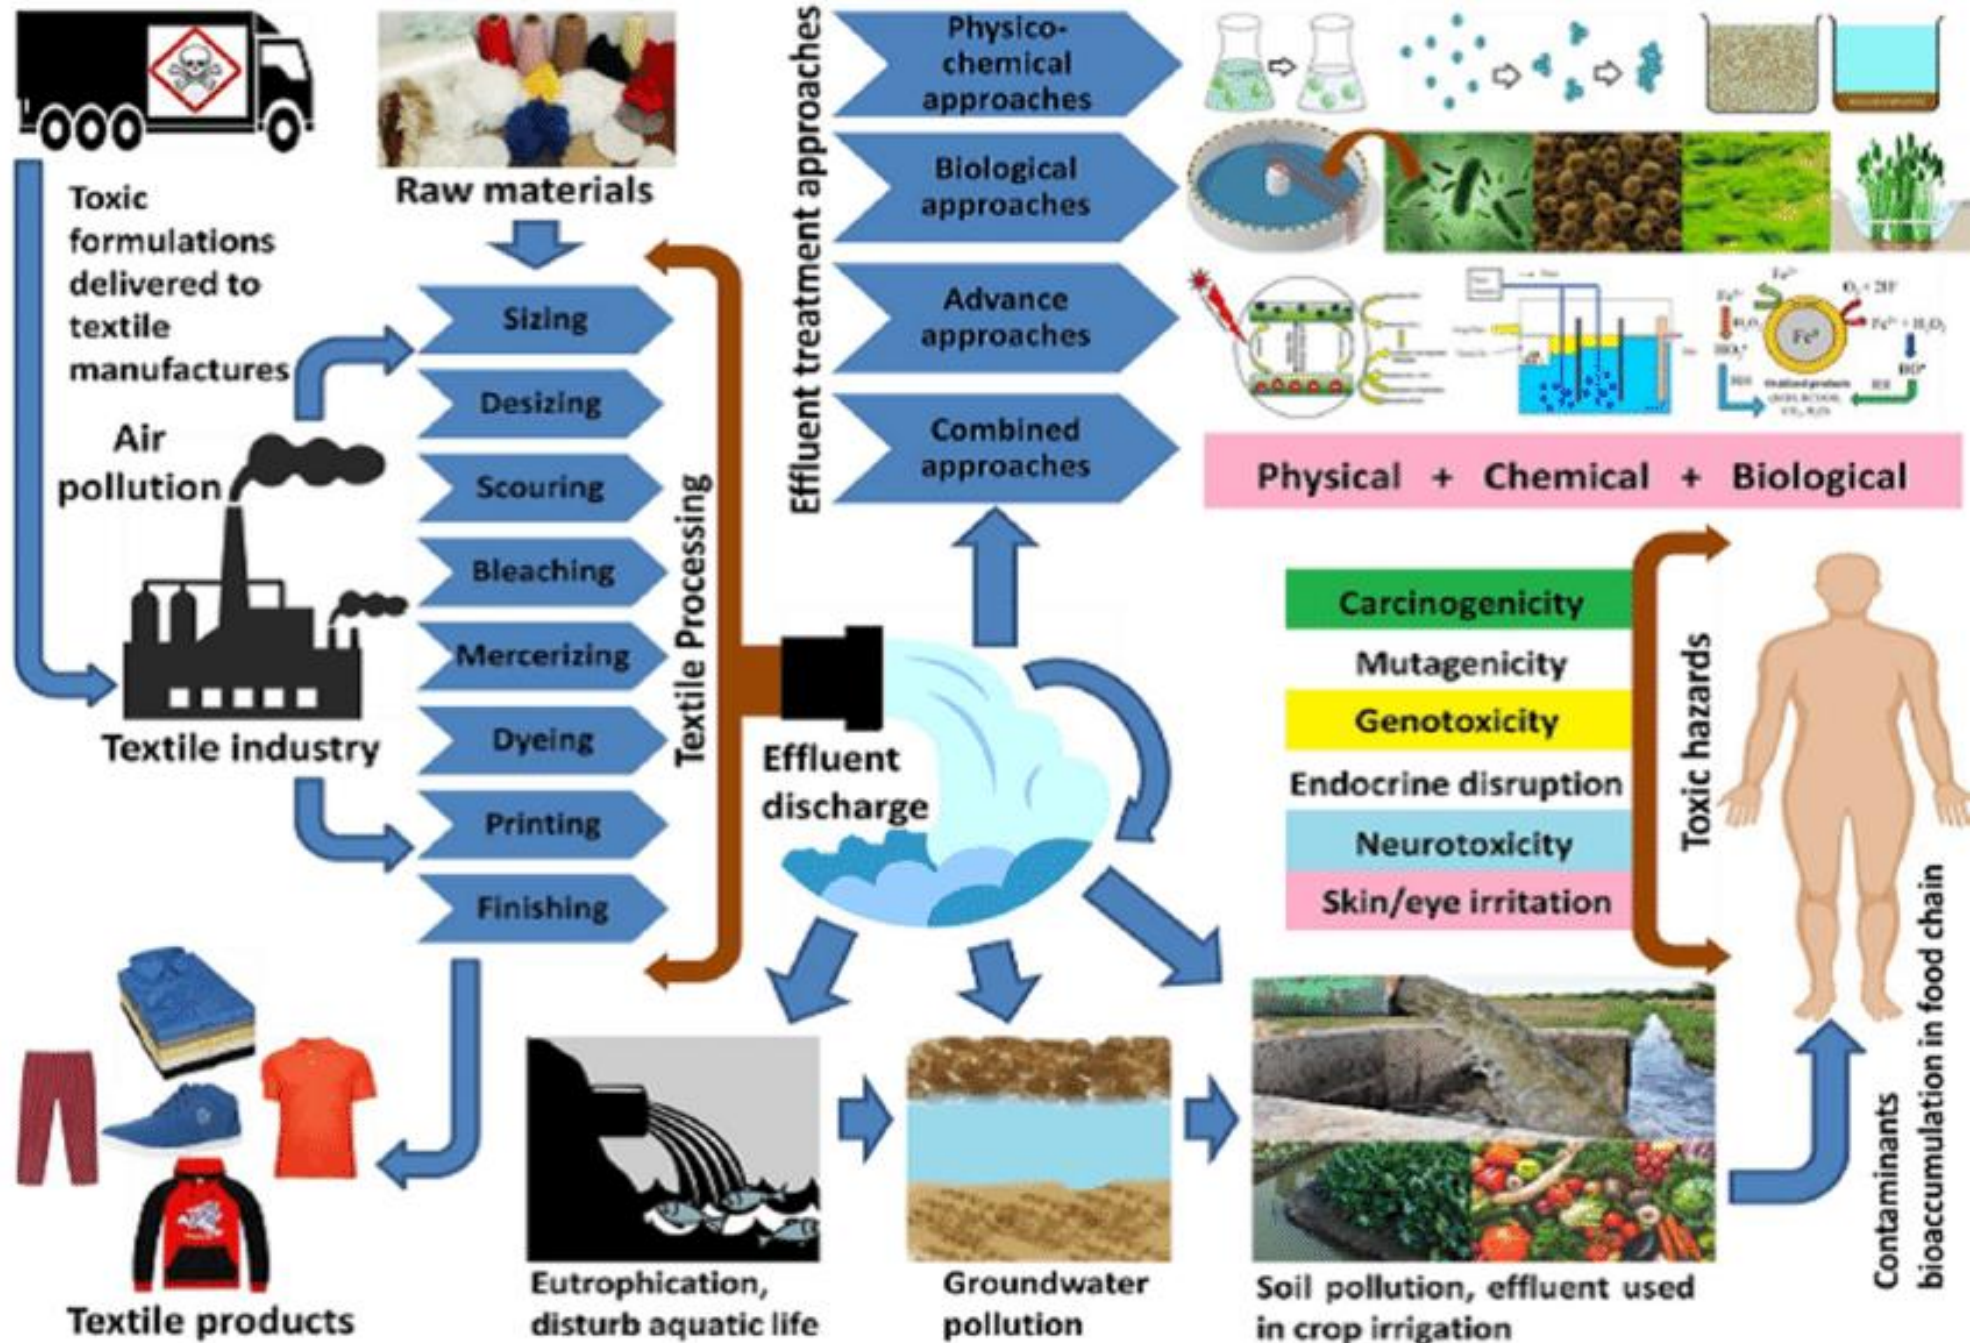 Toxic
formulations
delivered to
textile
manufactures
Raw materials
Air
pollution
Textile industry
Sizing
Desizing
Scouring
Bleaching
Mercerizing
Dyeing
Printing
Finishing
Textile Processing
Textile products
Effluent treatment approaches
Physico-
chemical
approaches
Biological
approaches
Advance
approaches
Combined
approaches
Physical + Chemical + Biological
Effluent
discharge
Carcinogenicity
Mutagenicity
Genotoxicity
Endocrine disruption
Neurotoxicity
Skin/eye irritation
Toxic hazards
Contaminants
bioaccumulation in food chain
Eutrophication,
disturb aquatic life
Groundwater
pollution
Soil pollution, effluent used
in crop irrigation